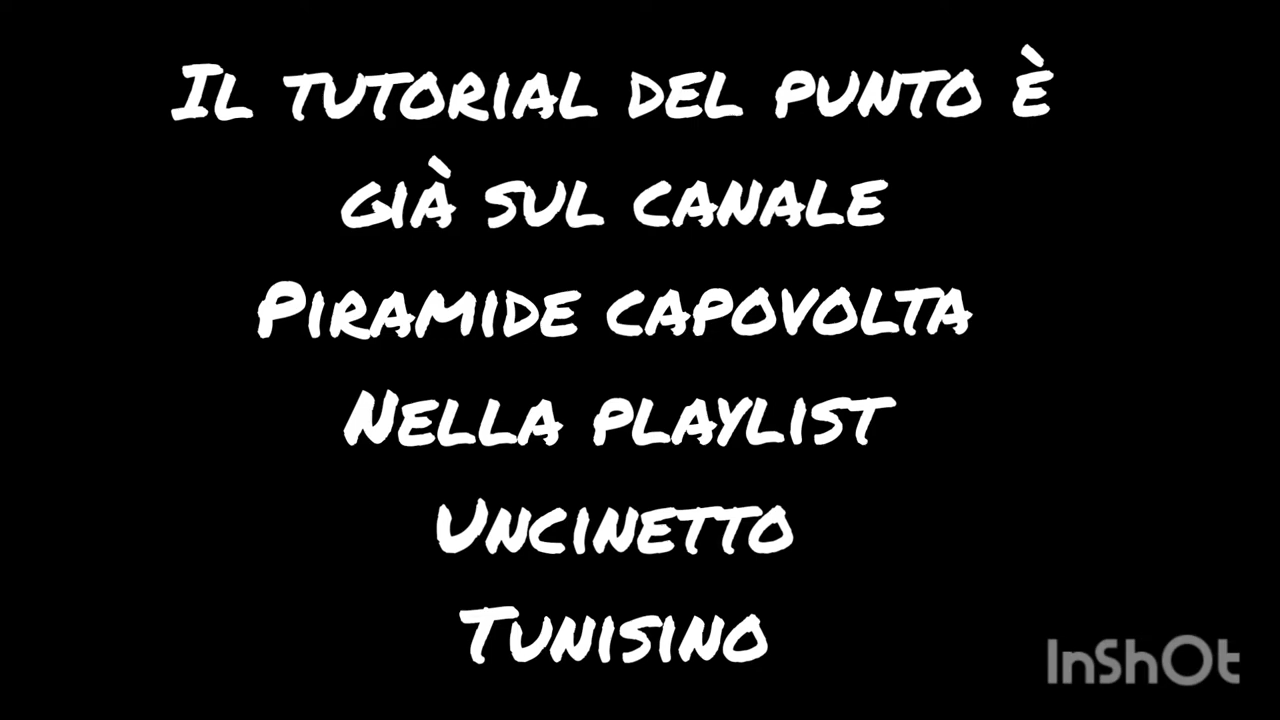 Il tutorial del punto è
già sul canale
Piramide capovolta
Nella playlist
Uncinetto
Tunisino
InShOt